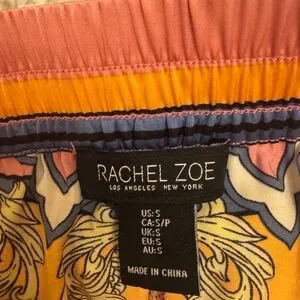 RACHEL ZOE
LOS ANGELES NEW YORK
US:S
CA:S/P
UK:S
EU:S
AU:S
MADE IN CHINA